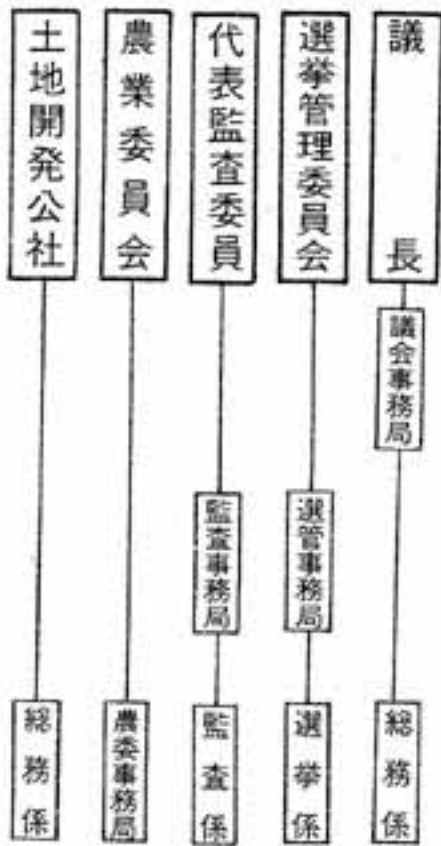 議長
議会事務局
総務係
選挙管理委員会
選管事務局
選挙係
代表監査委員
監査事務局
監査係
農業委員会
農委事務局
土地開発公社
総務係